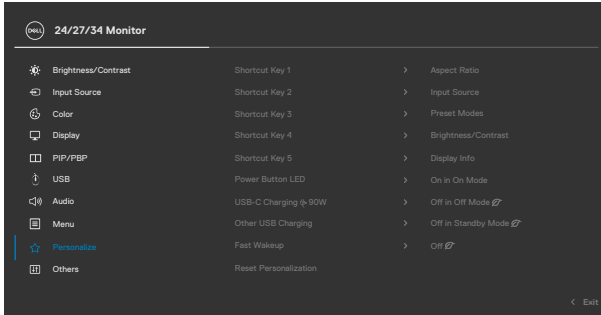 DELL 24/27/34 Monitor
Brightness/Contrast Shortcut Key 1 > Aspect Ratio
Input Source Shortcut Key 2 > Input Source
Color Shortcut Key 3 > Preset Modes
Display Shortcut Key 4 > Brightness/Contrast
PIP/PBP Shortcut Key 5 > Display Info
USB Power Button LED > On in On Mode
Audio USB-C Charging 90W > Off in Off Mode
Menu Other USB Charging > Off in Standby Mode
Personalize Fast Wakeup > Off
Others Reset Personalization
< Exit